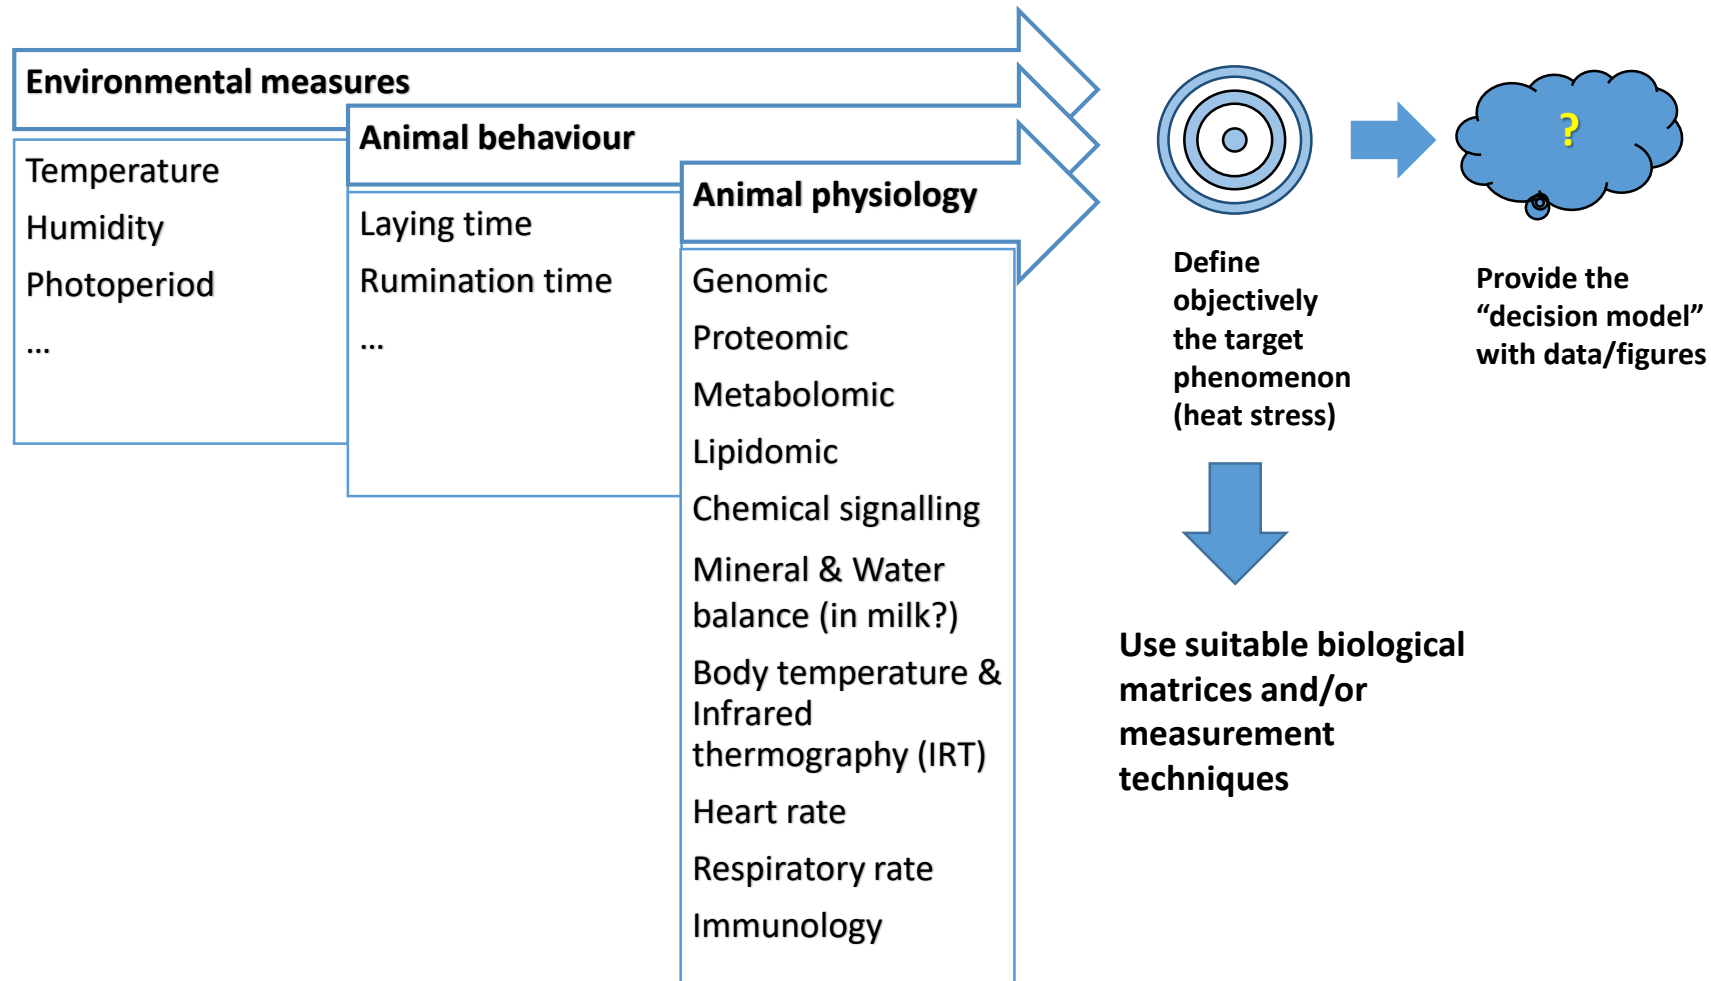 Environmental measures
Temperature
Humidity
Photoperiod
...
Animal behaviour
Laying time
Rumination time
...
Animal physiology
Genomic
Proteomic
Metabolomic
Lipidomic
Chemical signalling
Mineral & Water
balance (in milk?)
Body temperature &
Infrared
thermography (IRT)
Heart rate
Respiratory rate
Immunology
Define
objectively
the target
phenomenon
(heat stress)
?
Provide the
“decision model”
with data/figures
Use suitable biological
matrices and/or
measurement
techniques